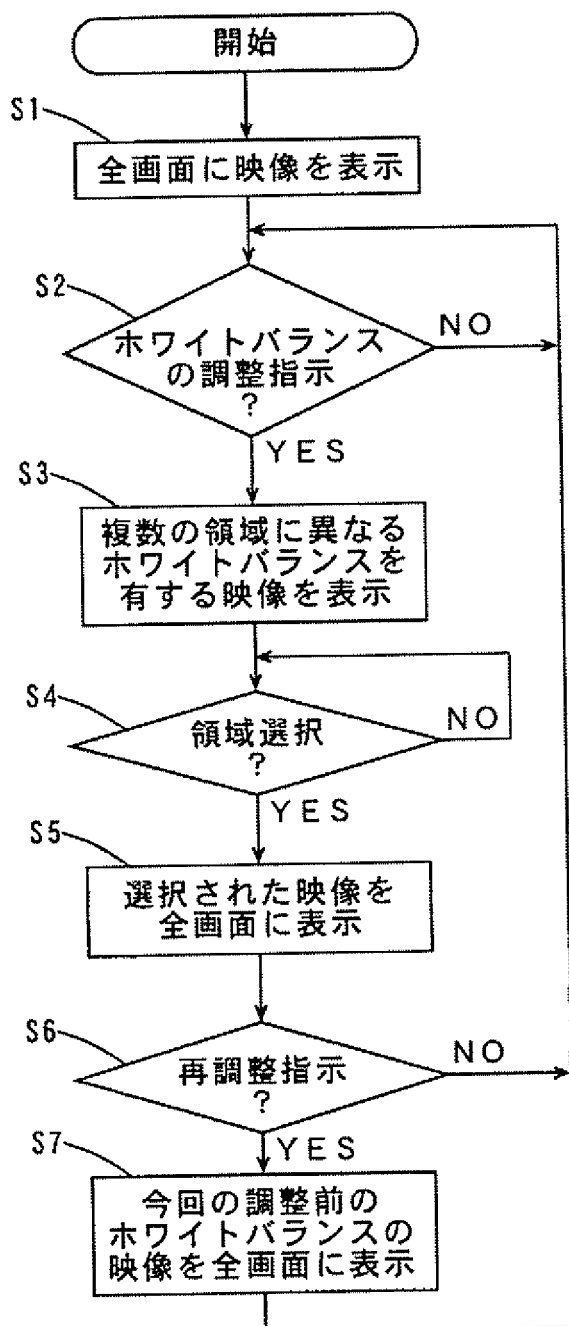 開始
S1
全画面に映像を表示
S2
NO
ホワイトバランス
の調整指示
?
YES
S3
複数の領域に異なる
ホワイトバランスを
有する映像を表示
S4
NO
領域選択
?
YES
S5
選択された映像を
全画面に表示
S6
NO
再調整指示
?
YES
S7
今回の調整前の
ホワイトバランスの
映像を全画面に表示